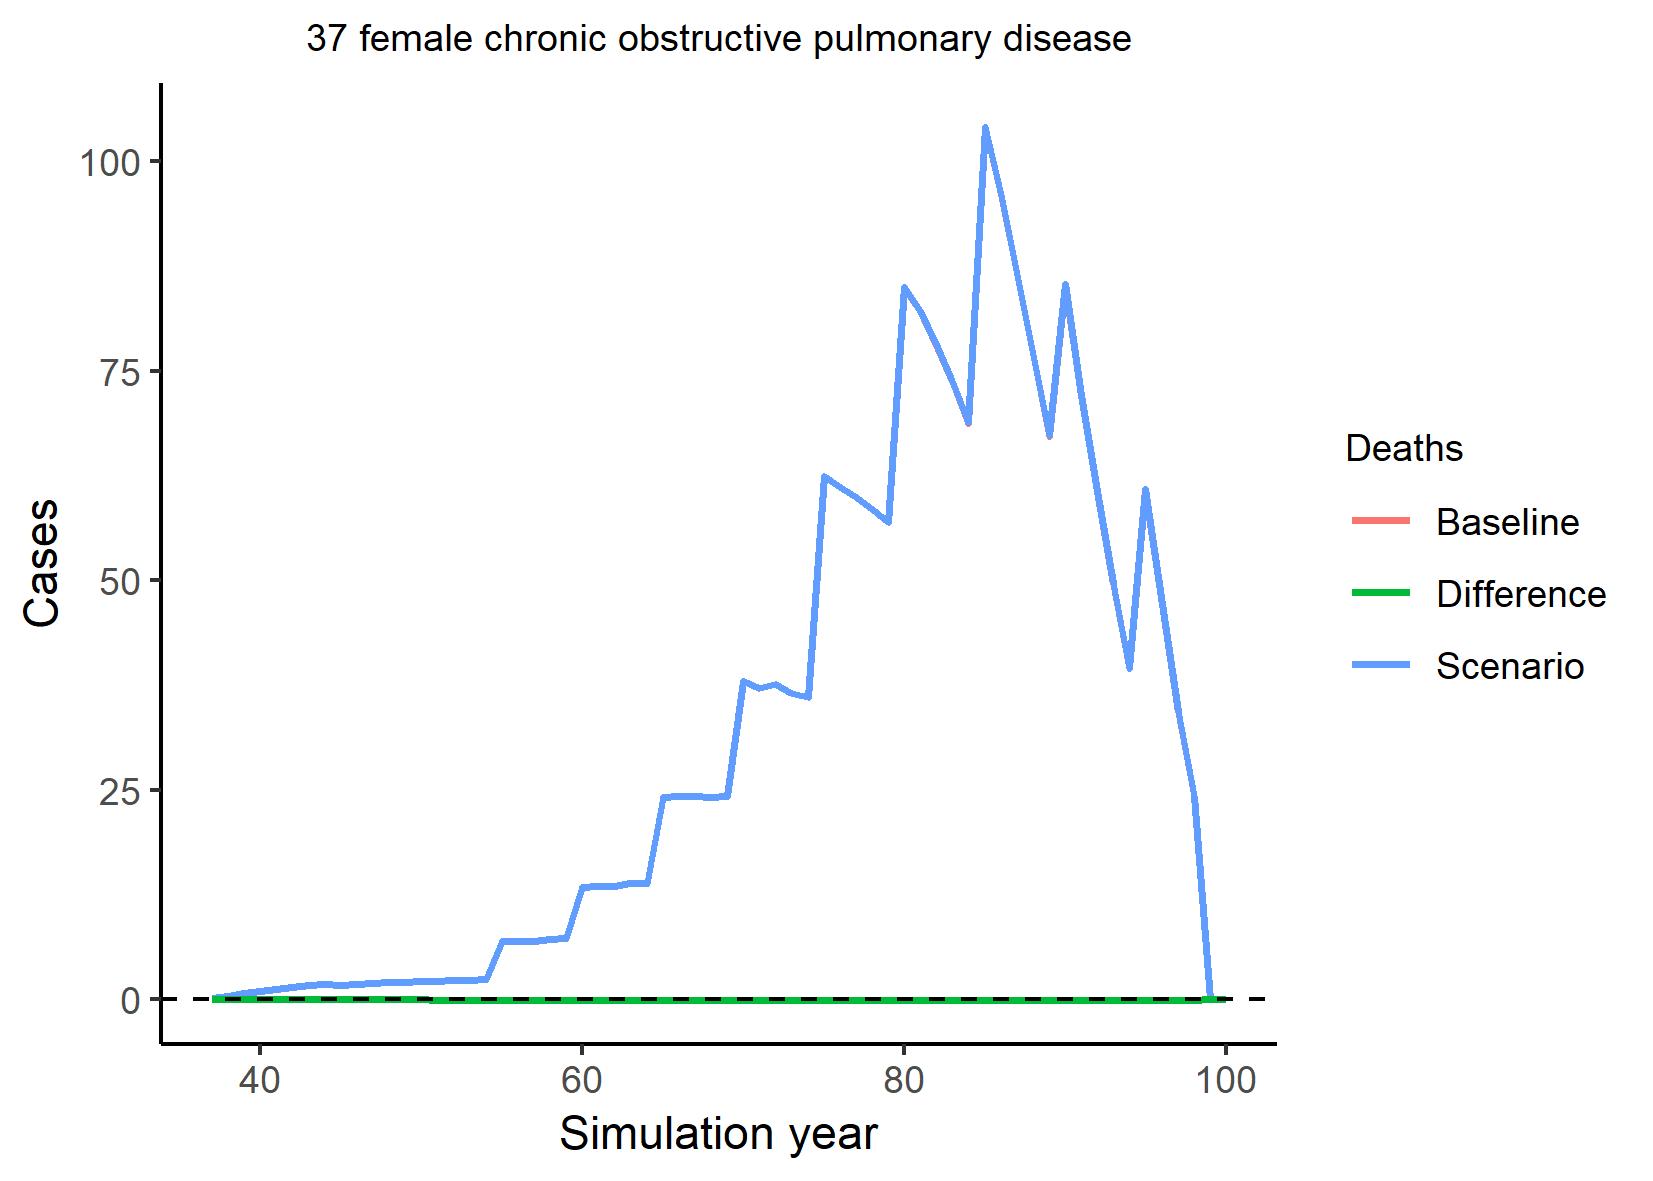 37 female chronic obstructive pulmonary disease
100
75
50
25
0
Cases
40 60 80 100
Simulation year
Deaths
Baseline
Difference
Scenario